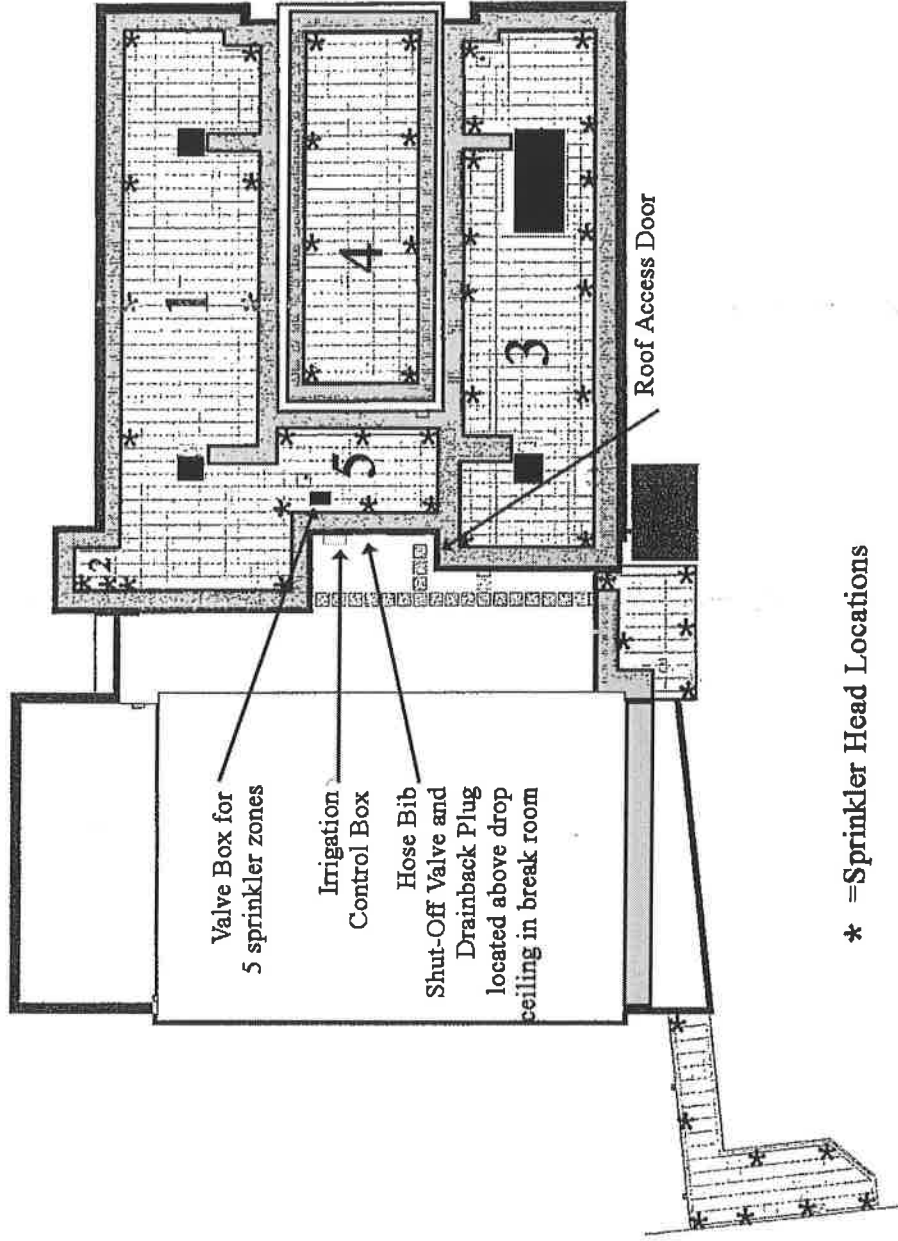 1
2
3
4
5
Valve Box for
5 sprinkler zones
Irrigation
Control Box
Hose Bib
Shut-Off Valve and
Drainback Plug
located above drop
ceiling in break room
Roof Access Door
* =Sprinkler Head Locations